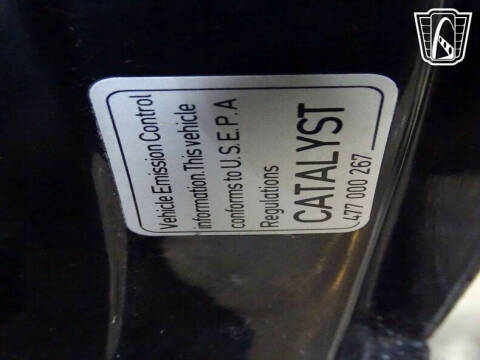 Vehicle Emission Control
information.This vehicle
conforms to U.S.E.P.A
Regulations
CATALYST
477 000 267